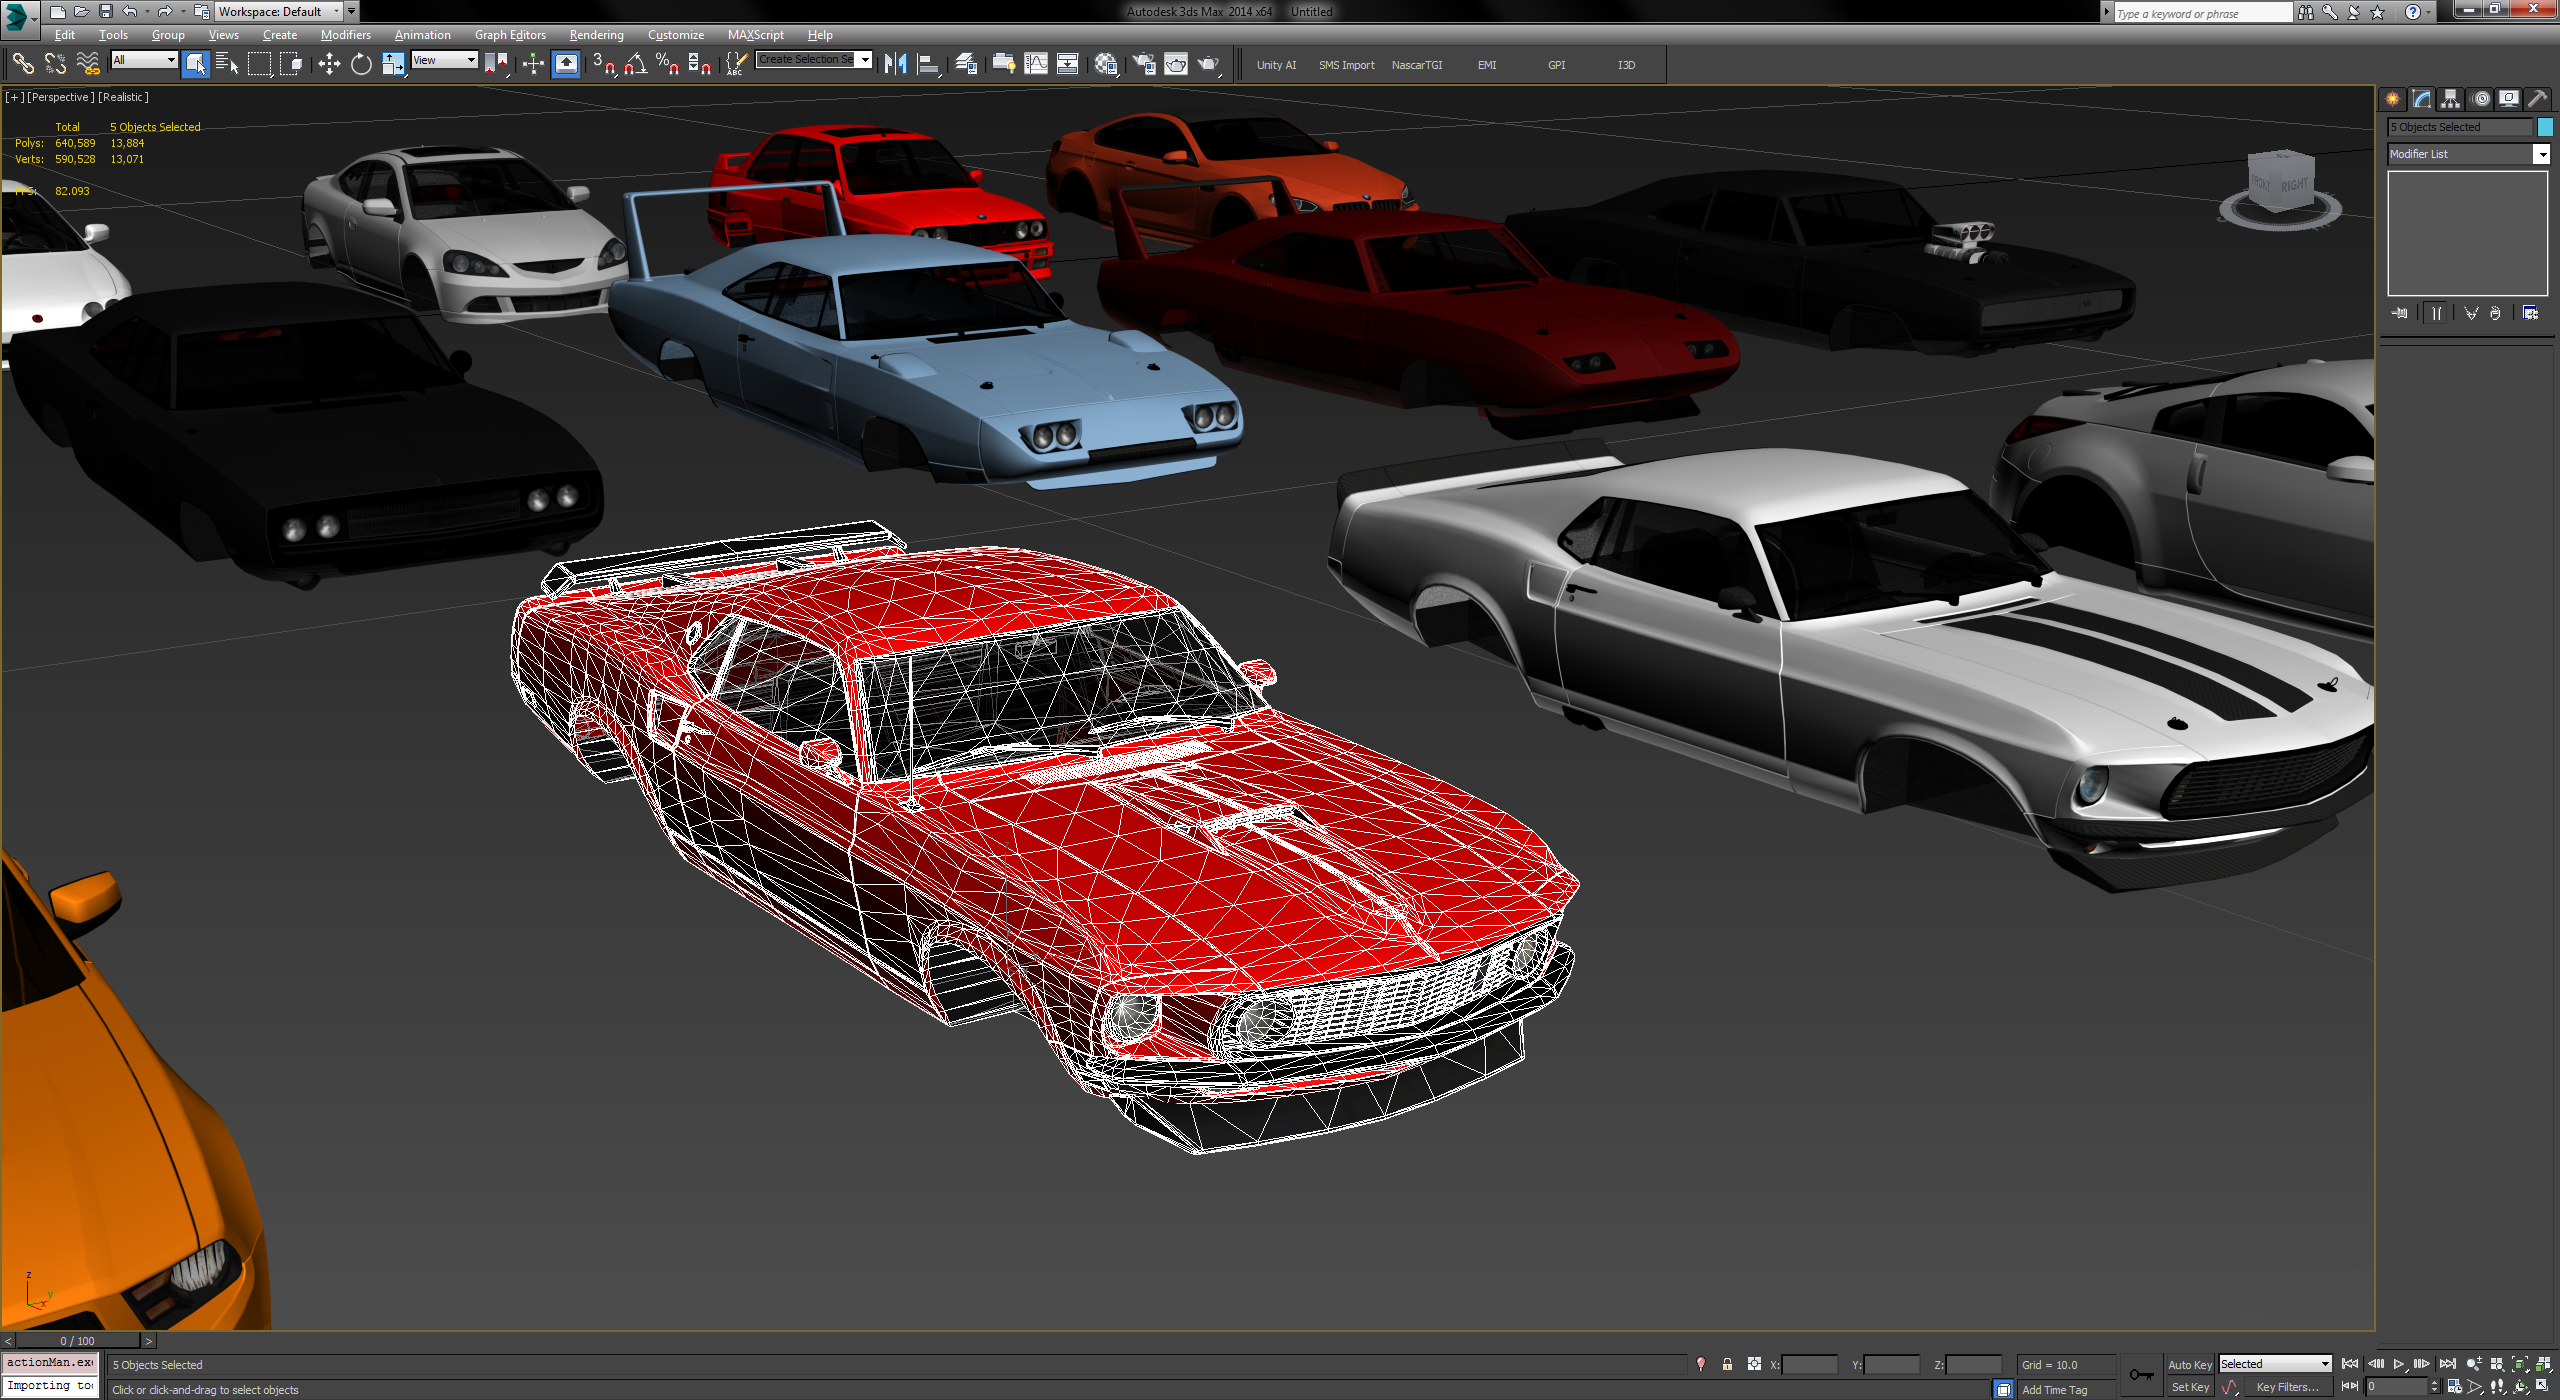 Workspace: Default
Autodesk 3ds Max 2014 x64 Untitled
Type a keyword or phrase
Edit Tools Group Views Create Modifiers Animation Graph Editors Rendering Customize MAXScript Help
All
View
3
%
ABC
Create Selection Se
Unity AI SMS Import NascarTGI EMI GPI I3D
[+] [Perspective ] [Realistic ]
Total 5 Objects Selected
Polys: 640,589 13,884
Verts: 590,528 13,071
FPS: 82.093
FRONT RIGHT
5 Objects Selected
Modifier List
z
y
x
< 0 / 100 >
actionMan.exe
5 Objects Selected
X: Y: Z:
Grid = 10.0
Auto Key
Selected
Importing to
Click or click-and-drag to select objects
Add Time Tag
Set Key
Key Filters...
0